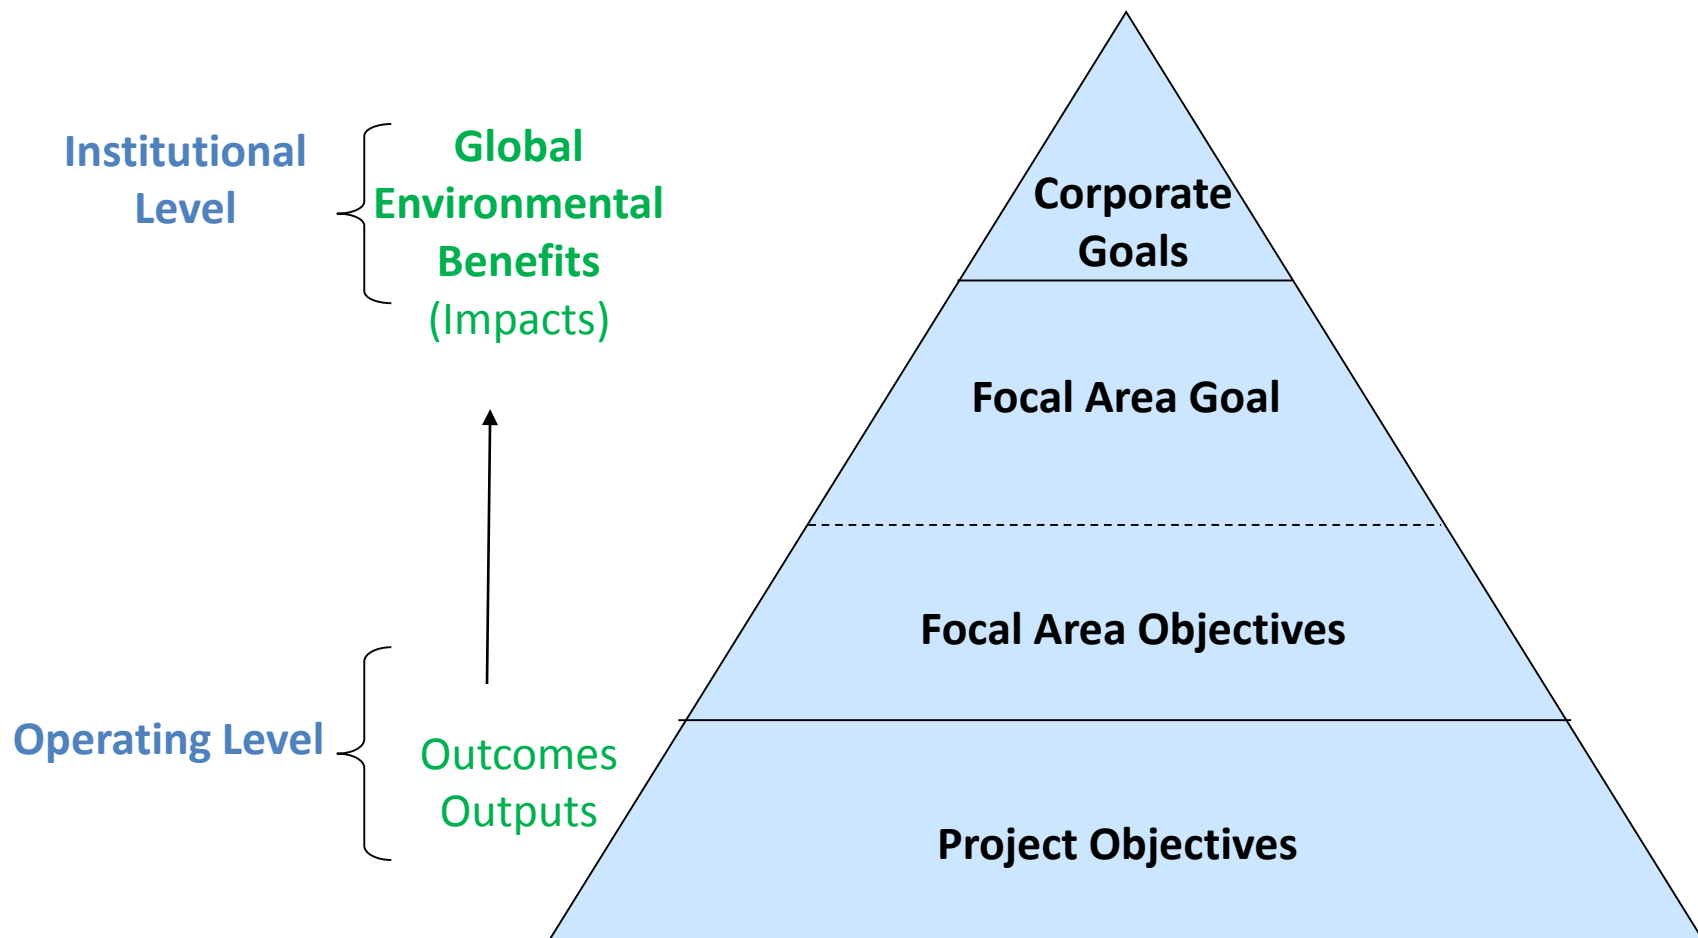 Institutional
Level
Global
Environmental
Benefits
(Impacts)
Corporate
Goals
Focal Area Goal
Focal Area Objectives
Operating Level
Outcomes
Outputs
Project Objectives